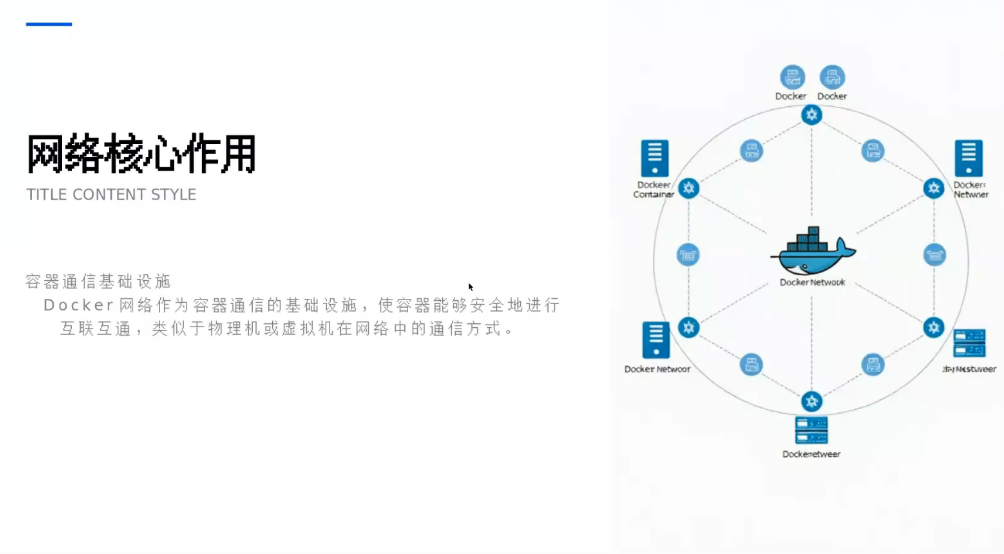 网络核心作用
TITLE CONTENT STYLE
容器通信基础设施
Docker网络作为容器通信的基础设施，使容器能够安全地进行
互联互通，类似于物理机或虚拟机在网络中的通信方式。
Docker Docker
Dockeer
Container
Docker
Netwner
Docker Network
Docker Networ
Dockeretweer